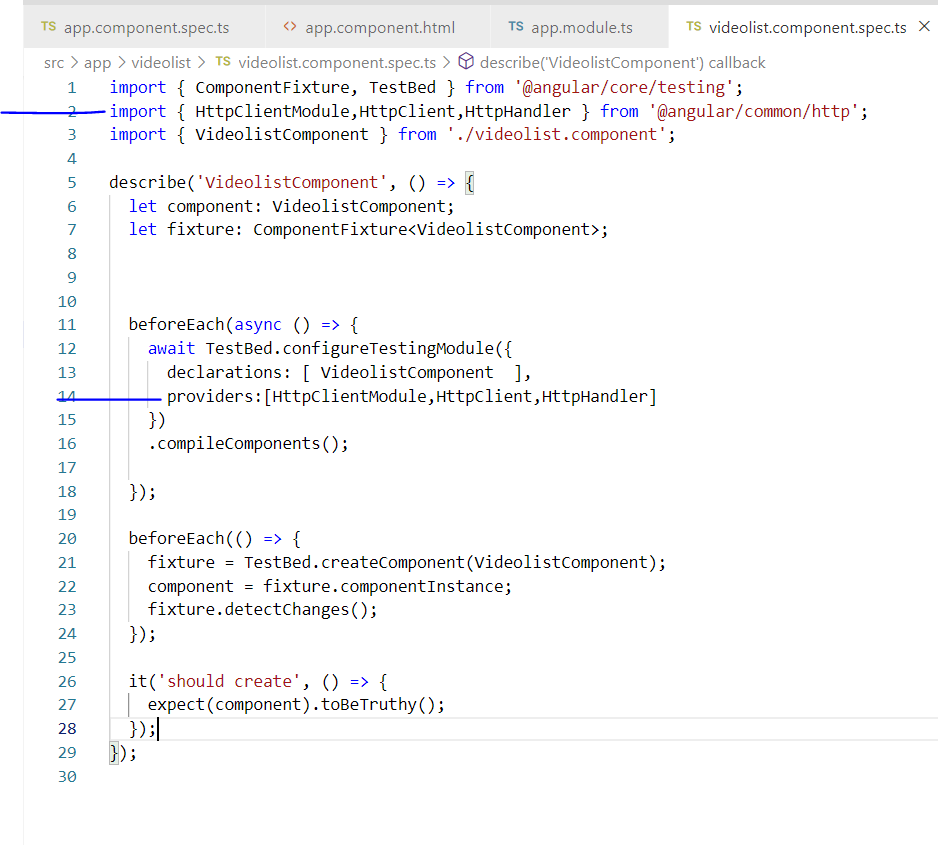 TS app.component.spec.ts <> app.component.html TS app.module.ts TS videolist.component.spec.ts ×
src > app > videolist > TS videolist.component.spec.ts > describe('VideolistComponent') callback
1 import { ComponentFixture, TestBed } from '@angular/core/testing';
2 import { HttpClientModule,HttpClient,HttpHandler } from '@angular/common/http';
3 import { VideolistComponent } from './videolist.component';
4
5 describe('VideolistComponent', () => {
6 let component: VideolistComponent;
7 let fixture: ComponentFixture<VideolistComponent>;
8
9
10
11 beforeEach(async () => {
12 await TestBed.configureTestingModule({
13 declarations: [ VideolistComponent  ],
14 providers:[HttpClientModule,HttpClient,HttpHandler]
15 })
16 .compileComponents();
17
18 });
19
20 beforeEach(() => {
21 fixture = TestBed.createComponent(VideolistComponent);
22 component = fixture.componentInstance;
23 fixture.detectChanges();
24 });
25
26 it('should create', () => {
27 expect(component).toBeTruthy();
28 });
29 });
30